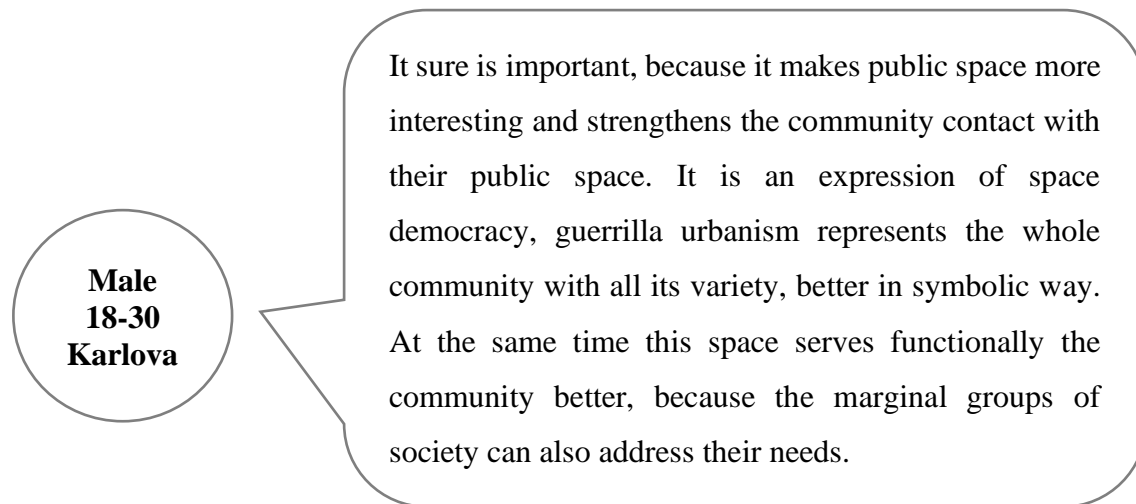 Male
18-30
Karlova
It sure is important, because it makes public space more
interesting and strengthens the community contact with
their public space. It is an expression of space
democracy, guerrilla urbanism represents the whole
community with all its variety, better in symbolic way.
At the same time this space serves functionally the
community better, because the marginal groups of
society can also address their needs.